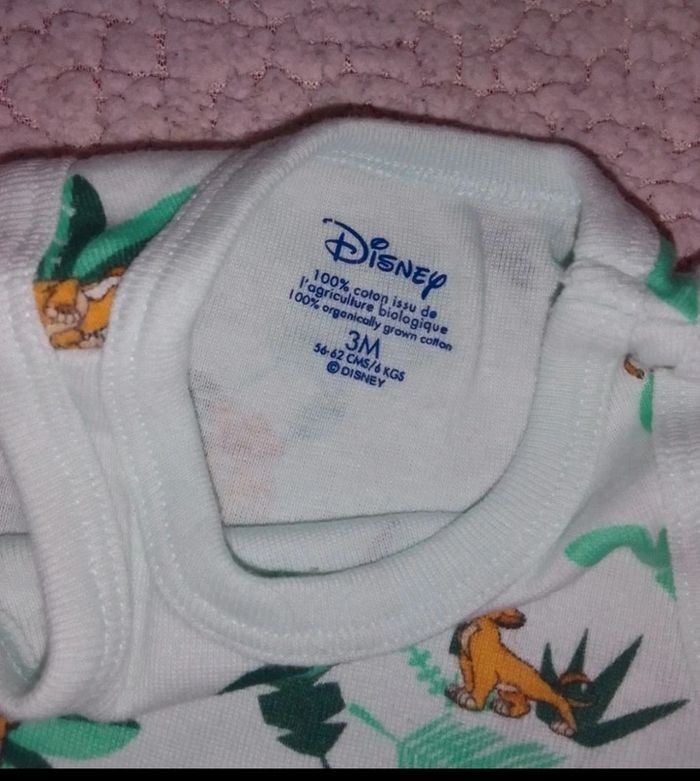 Disney
100% coton issu de
l'agriculture biologique
100% organically grown cotton
3M
56-62 CMS/6 KGS
© DISNEY